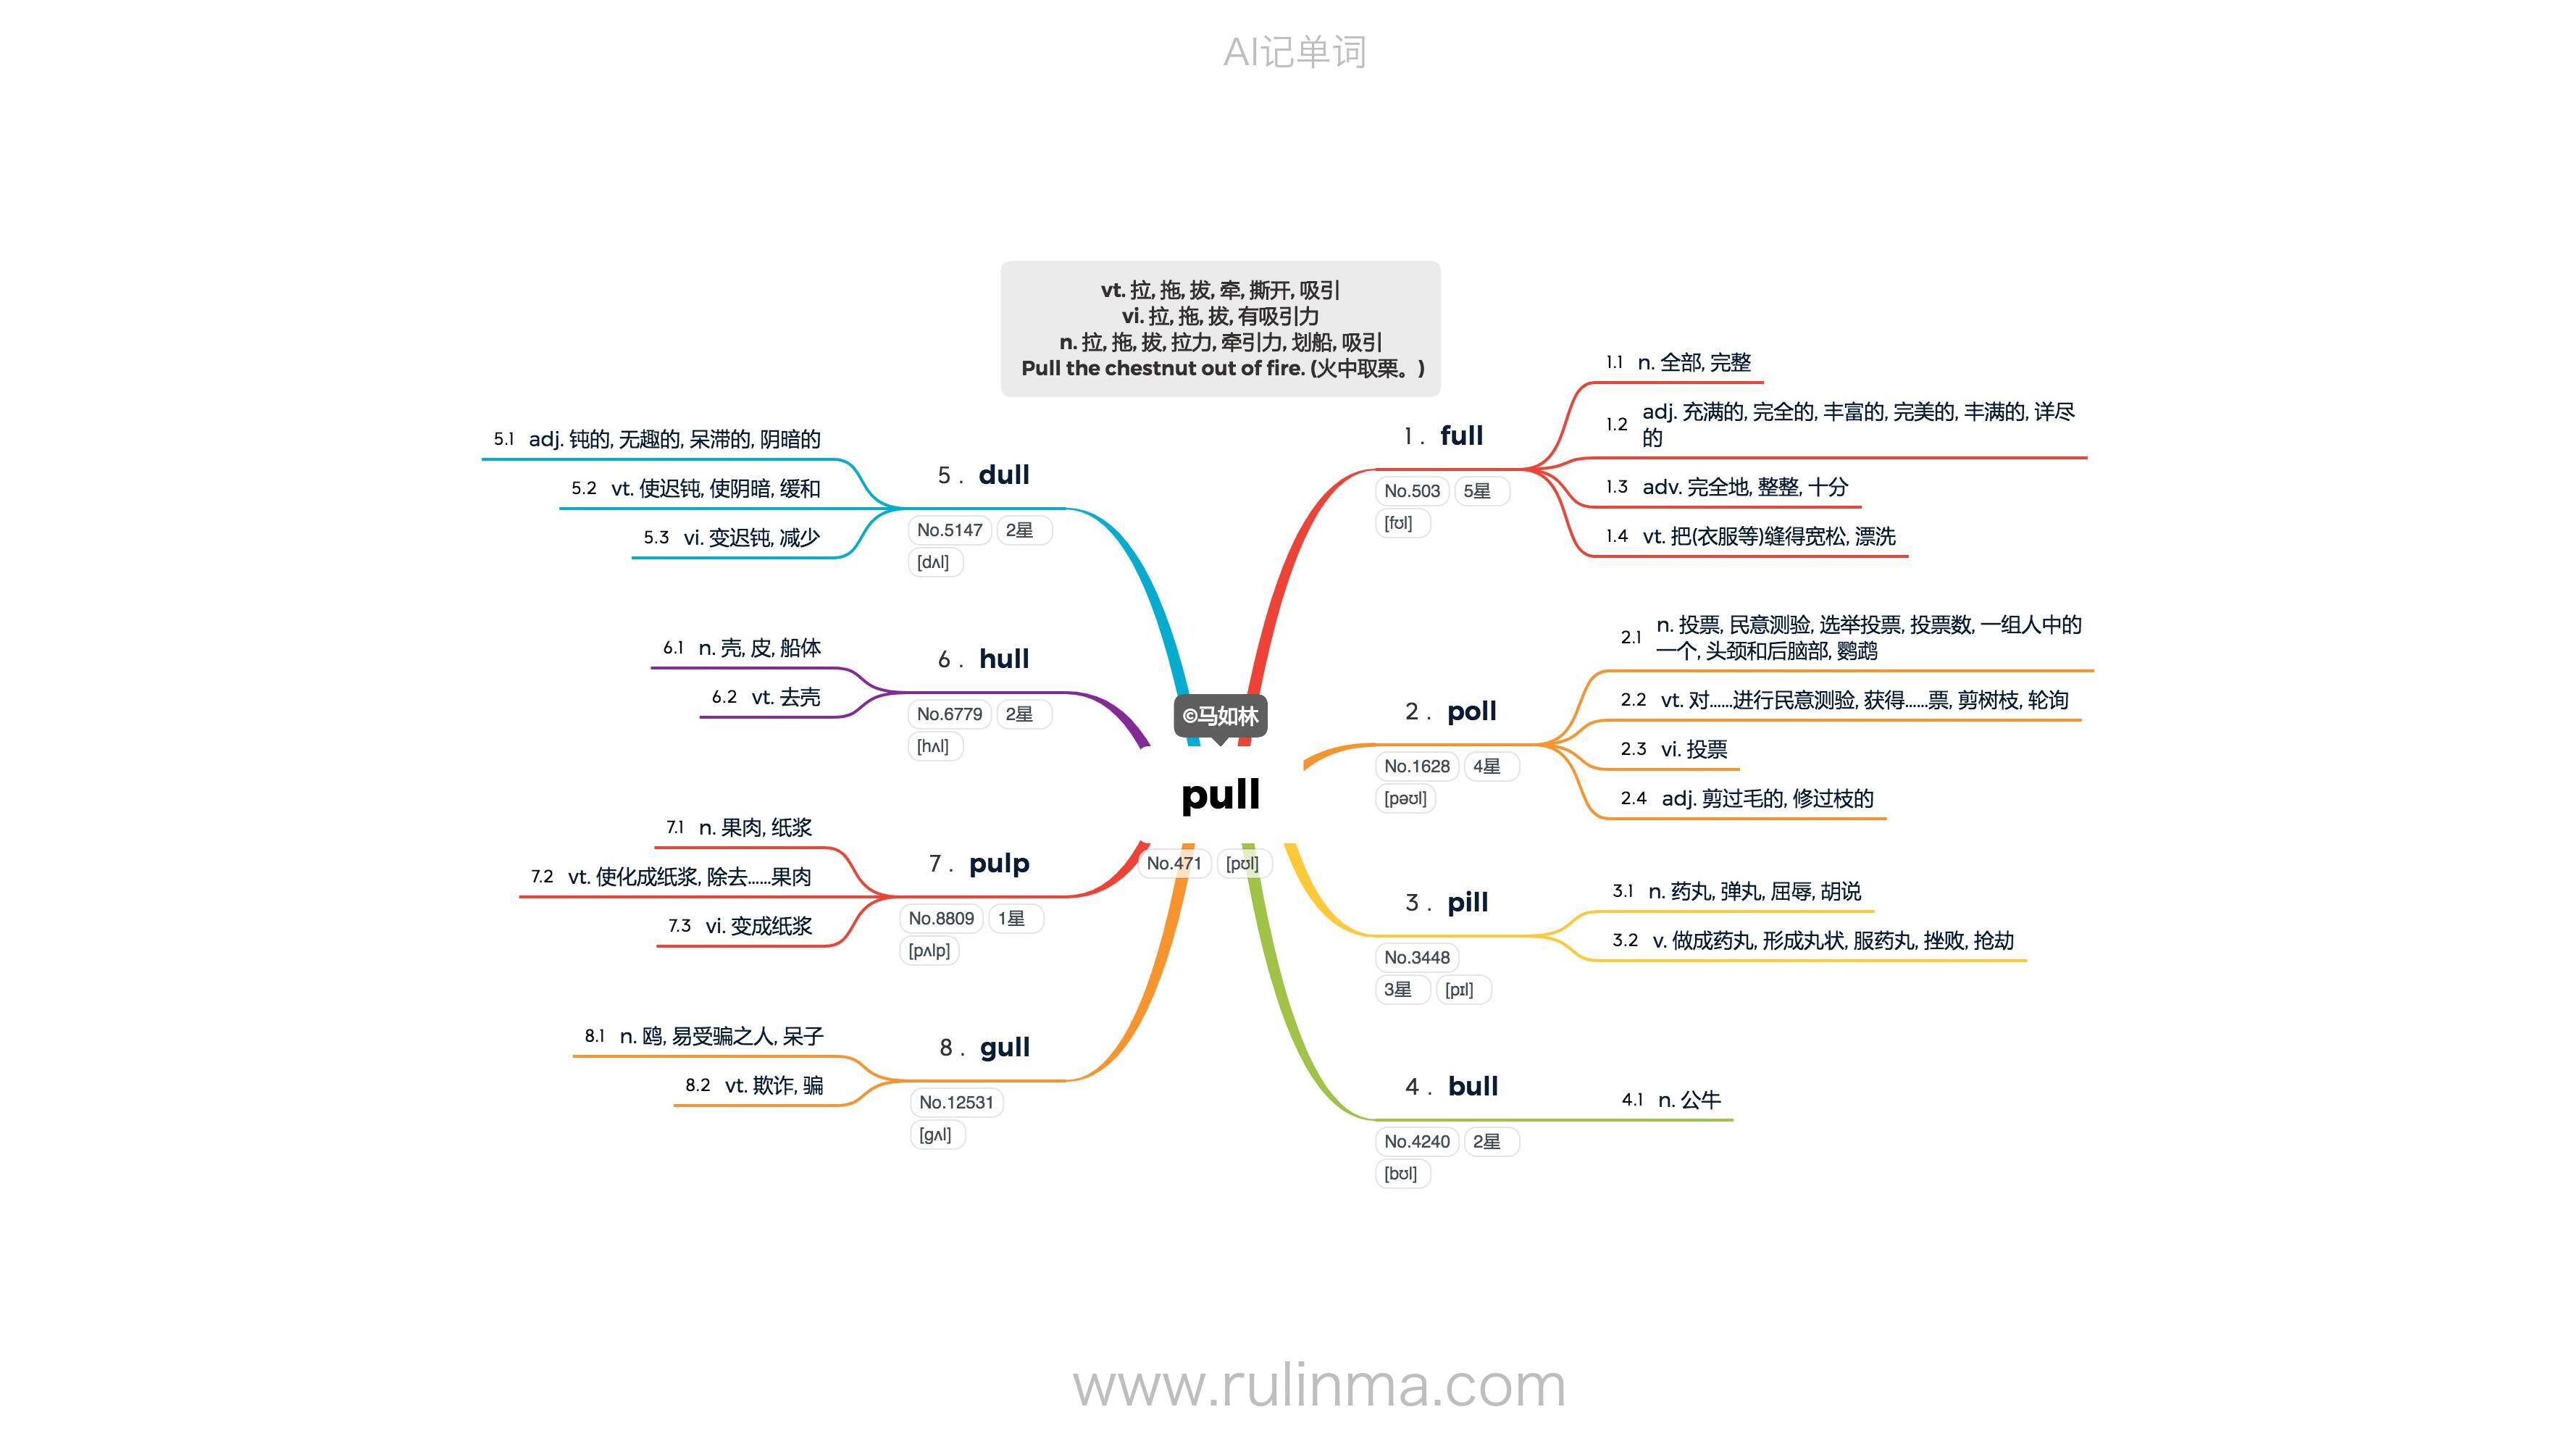 AI记单词
vt. 拉, 拖, 拔, 牵, 撕开, 吸引
vi. 拉, 拖, 拔, 有吸引力
n. 拉, 拖, 拔, 拉力, 牵引力, 划船, 吸引
Pull the chestnut out of fire. (火中取栗。)
©马如林
pull
No.471 [pʊl]
1. full
No.503 5星
[fʊl]
1.1 n. 全部, 完整
1.2 adj. 充满的, 完全的, 丰富的, 完美的, 丰满的, 详尽
的
1.3 adv. 完全地, 整整, 十分
1.4 vt. 把(衣服等)缝得宽松, 漂洗
2. poll
No.1628 4星
[pəʊl]
2.1 n. 投票, 民意测验, 选举投票, 投票数, 一组人中的
一个, 头颈和后脑部, 鹦鹉
2.2 vt. 对......进行民意测验, 获得......票, 剪树枝, 轮询
2.3 vi. 投票
2.4 adj. 剪过毛的, 修过枝的
3. pill
No.3448
3星 [pɪl]
3.1 n. 药丸, 弹丸, 屈辱, 胡说
3.2 v. 做成药丸, 形成丸状, 服药丸, 挫败, 抢劫
4. bull
No.4240 2星
[bʊl]
4.1 n. 公牛
5. dull
No.5147 2星
[dʌl]
5.1 adj. 钝的, 无趣的, 呆滞的, 阴暗的
5.2 vt. 使迟钝, 使阴暗, 缓和
5.3 vi. 变迟钝, 减少
6. hull
No.6779 2星
[hʌl]
6.1 n. 壳, 皮, 船体
6.2 vt. 去壳
7. pulp
No.8809 1星
[pʌlp]
7.1 n. 果肉, 纸浆
7.2 vt. 使化成纸浆, 除去......果肉
7.3 vi. 变成纸浆
8. gull
No.12531
[gʌl]
8.1 n. 鸥, 易受骗之人, 呆子
8.2 vt. 欺诈, 骗
www.rulinma.com